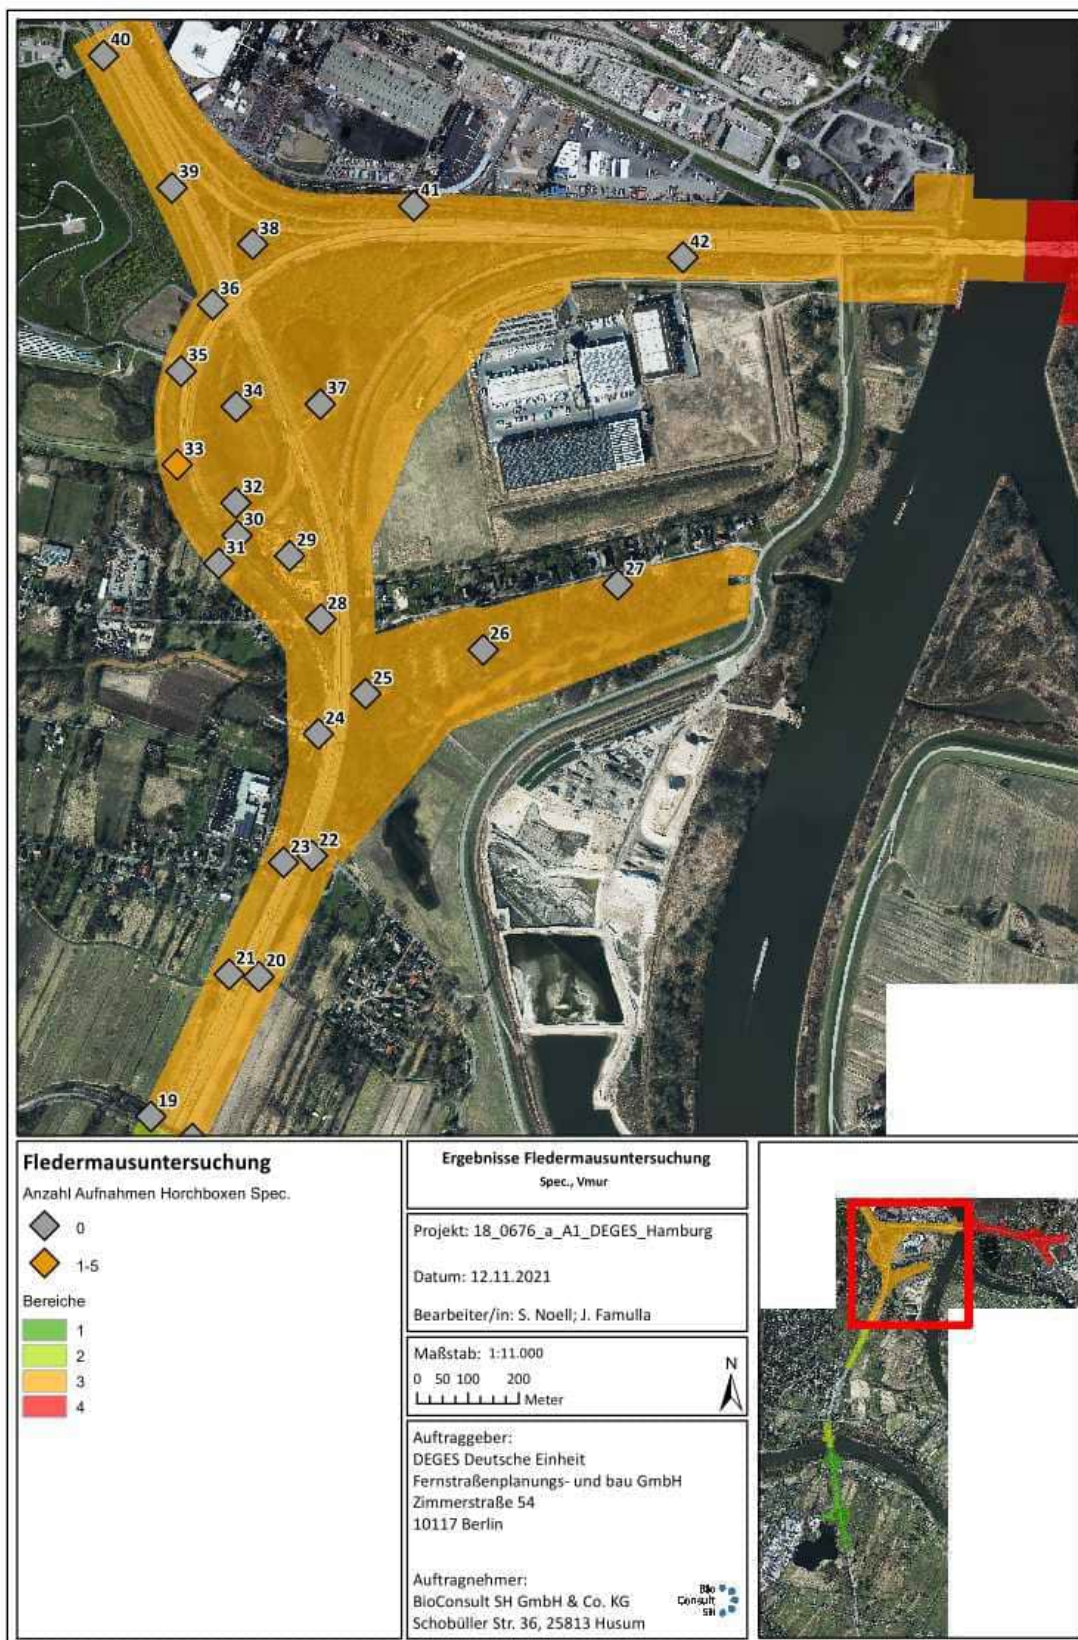 40
39
41
38
42
36
35
34
37
33
32
30
31
29
27
28
26
25
24
23
22
21
20
19
Fledermausuntersuchung
Anzahl Aufnahmen Horchboxen Spec.
0
1-5
Bereiche
1
2
3
4
Ergebnisse Fledermausuntersuchung
Spec., Vmur
Projekt: 18_0676_a_A1_DEGES_Hamburg
Datum: 12.11.2021
Bearbeiter/in: S. Noell; J. Famulla
Maßstab: 1:11.000
0 50 100 200
Meter
N
Auftraggeber:
DEGES Deutsche Einheit
Fernstraßenplanungs- und bau GmbH
Zimmerstraße 54
10117 Berlin
Auftragnehmer:
BioConsult SH GmbH & Co. KG
Schobüller Str. 36, 25813 Husum
Bio
Consult
SH